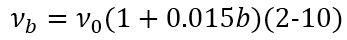 𝜈𝑏 = 𝜈0(1 + 0.015𝑏)(2-10)